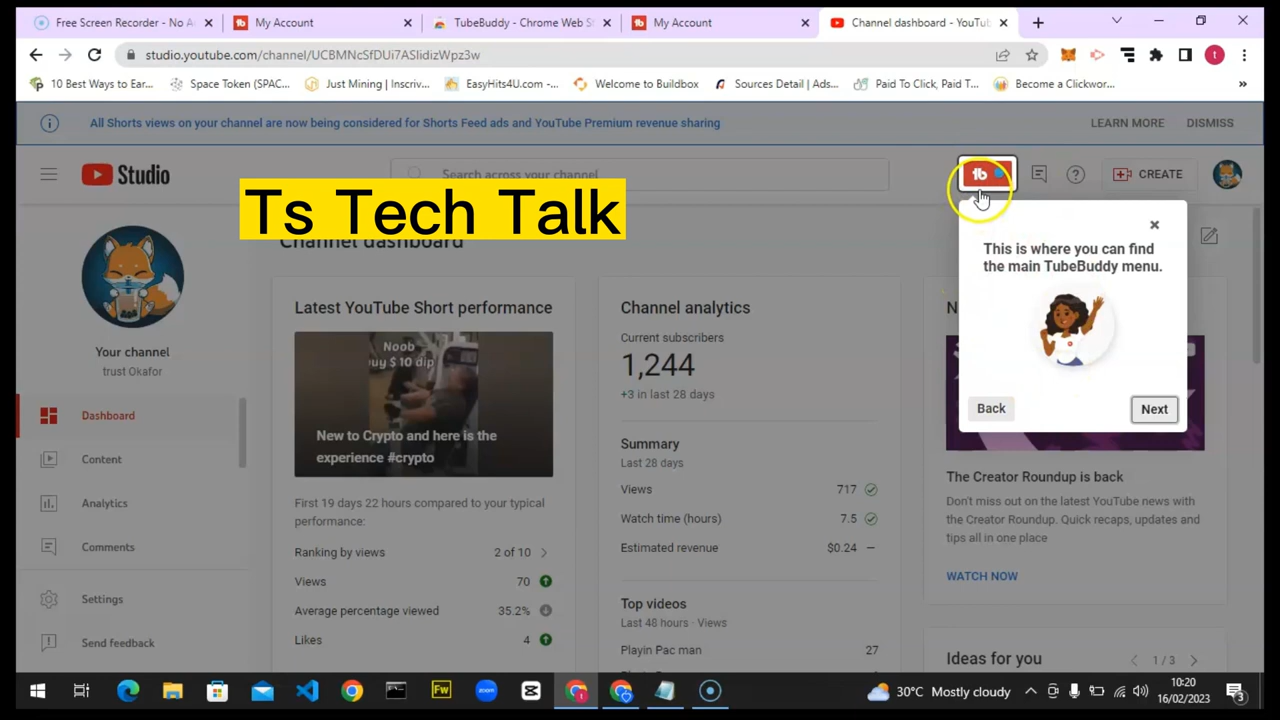 Free Screen Recorder - No A
My Account
TubeBuddy - Chrome Web S
My Account
Channel dashboard - YouTu
studio.youtube.com/channel/UCBMNcSfDUi7ASlidizWpz3w
t
10 Best Ways to Ear...
Space Token (SPAC...
Just Mining | Inscriv...
EasyHits4U.com -...
Welcome to Buildbox
Sources Detail | Ads...
Paid To Click, Paid T...
Become a Clickwor...
All Shorts views on your channel are now being considered for Shorts Feed ads and YouTube Premium revenue sharing
LEARN MORE
DISMISS
Studio
Search across your channel
CREATE
Ts Tech Talk
Channel dashboard
This is where you can find
the main TubeBuddy menu.
Back
Next
Your channel
trust Okafor
Dashboard
Content
Analytics
Comments
Settings
Send feedback
Latest YouTube Short performance
Noob
buy $ 10 dip
New to Crypto and here is the
experience #crypto
First 19 days 22 hours compared to your typical
performance:
Ranking by views 2 of 10
Views 70
Average percentage viewed 35.2%
Likes 4
Channel analytics
Current subscribers
1,244
+3 in last 28 days
Summary
Last 28 days
Views 717
Watch time (hours) 7.5
Estimated revenue $0.24 —
Top videos
Last 48 hours · Views
Playin Pac man 27
The Creator Roundup is back
Don't miss out on the latest YouTube news with
the Creator Roundup. Quick recaps, updates and
tips all in one place
WATCH NOW
Ideas for you
1 / 3
Fw
zoom
30°C Mostly cloudy
10:20
16/02/2023
3